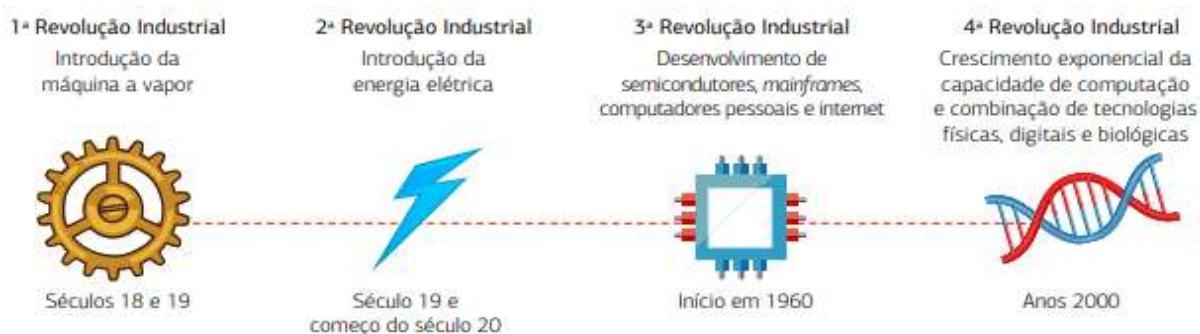 1ª Revolução Industrial
Introdução da
máquina a vapor
Séculos 18 e 19
2ª Revolução Industrial
Introdução da
energia elétrica
Século 19 e
começo do século 20
3ª Revolução Industrial
Desenvolvimento de
semicondutores, mainframes,
computadores pessoais e internet
Início em 1960
4ª Revolução Industrial
Crescimento exponencial da
capacidade de computação
e combinação de tecnologias
físicas, digitais e biológicas
Anos 2000